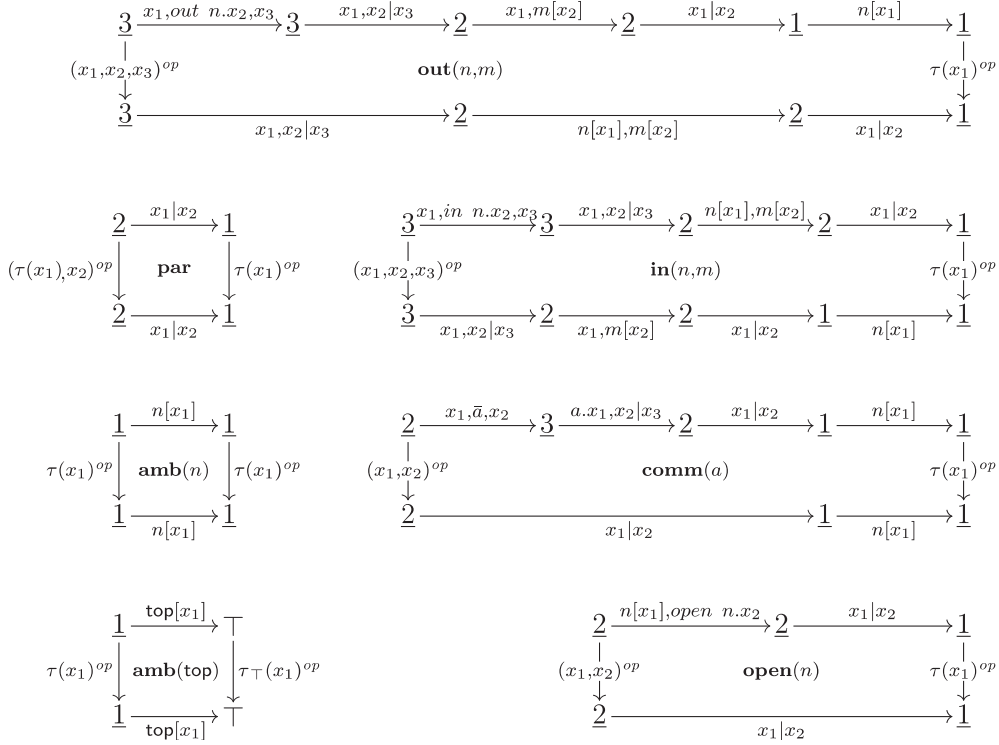 x₁,out n.x₂,x₃ x₁,x₂|x₃ x₁,m[x₂] x₁|x₂ n[x₁]
3 3 2 2 1 1
(x₁,x₂,x₃)ᵒᵖ out(n,m) τ(x₁)ᵒᵖ
3 2 2 1
x₁,x₂|x₃ n[x₁],m[x₂] x₁|x₂
x₁|x₂ x₁,in n.x₂,x₃ x₁,x₂|x₃ n[x₁],m[x₂] x₁|x₂
2 1 3 3 2 2 1
(τ(x₁),x₂)ᵒᵖ par τ(x₁)ᵒᵖ (x₁,x₂,x₃)ᵒᵖ in(n,m) τ(x₁)ᵒᵖ
2 1 3 2 2 1 1
x₁|x₂ x₁,x₂|x₃ x₁,m[x₂] x₁|x₂ n[x₁]
n[x₁] x₁,a̅,x₂ a.x₁,x₂|x₃ x₁|x₂ n[x₁]
1 1 2 3 2 1 1
τ(x₁)ᵒᵖ amb(n) τ(x₁)ᵒᵖ (x₁,x₂)ᵒᵖ comm(a) τ(x₁)ᵒᵖ
1 1 2 1 1
n[x₁] x₁|x₂ n[x₁]
top[x₁] n[x₁],open n.x₂ x₁|x₂
1 ⊤ 2 2 1
τ(x₁)ᵒᵖ amb(top) τ⊤(x₁)ᵒᵖ (x₁,x₂)ᵒᵖ open(n) τ(x₁)ᵒᵖ
1 ⊤ 2 1
top[x₁] x₁|x₂